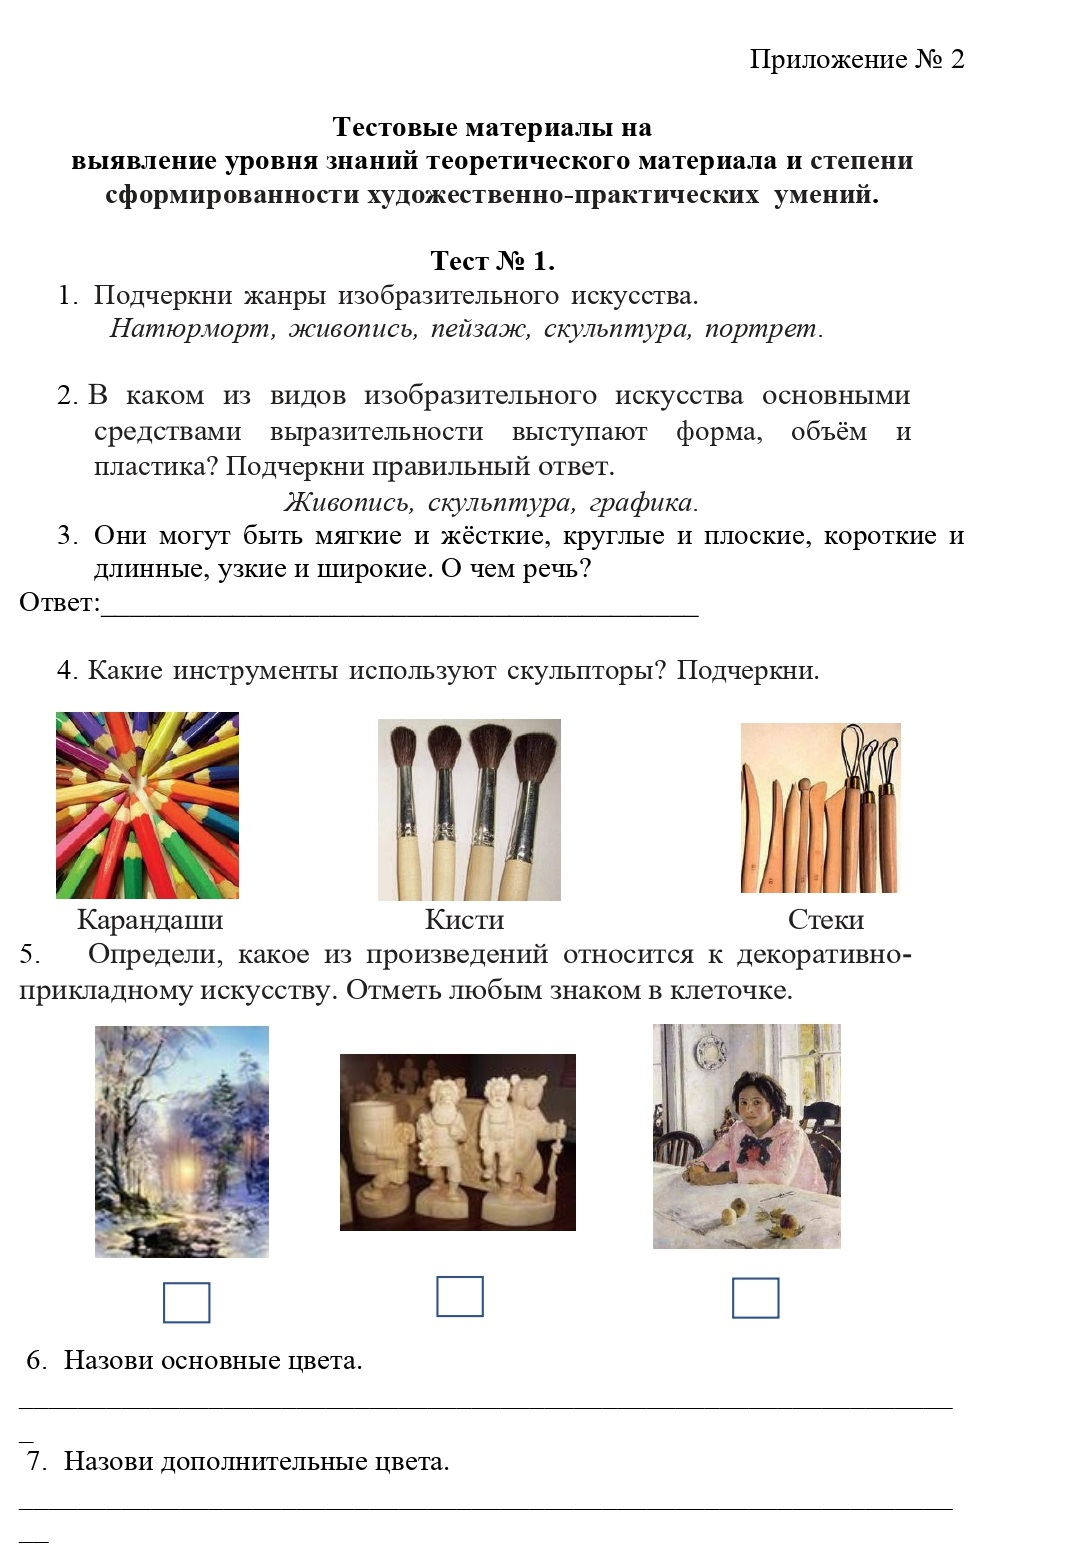 Приложение № 2
Тестовые материалы на
выявление уровня знаний теоретического материала и степени
сформированности художественно-практических умений.
Тест № 1.
1. Подчеркни жанры изобразительного искусства.
Натюрморт, живопись, пейзаж, скульптура, портрет.
2. В каком из видов изобразительного искусства основными
средствами выразительности выступают форма, объём и
пластика? Подчеркни правильный ответ.
Живопись, скульптура, графика.
3. Они могут быть мягкие и жёсткие, круглые и плоские, короткие и
длинные, узкие и широкие. О чем речь?
Ответ:_________________________________________
4. Какие инструменты используют скульпторы? Подчеркни.
Карандаши Кисти Стеки
5. Определи, какое из произведений относится к декоративно-
прикладному искусству. Отметь любым знаком в клеточке.
6. Назови основные цвета.
7. Назови дополнительные цвета.